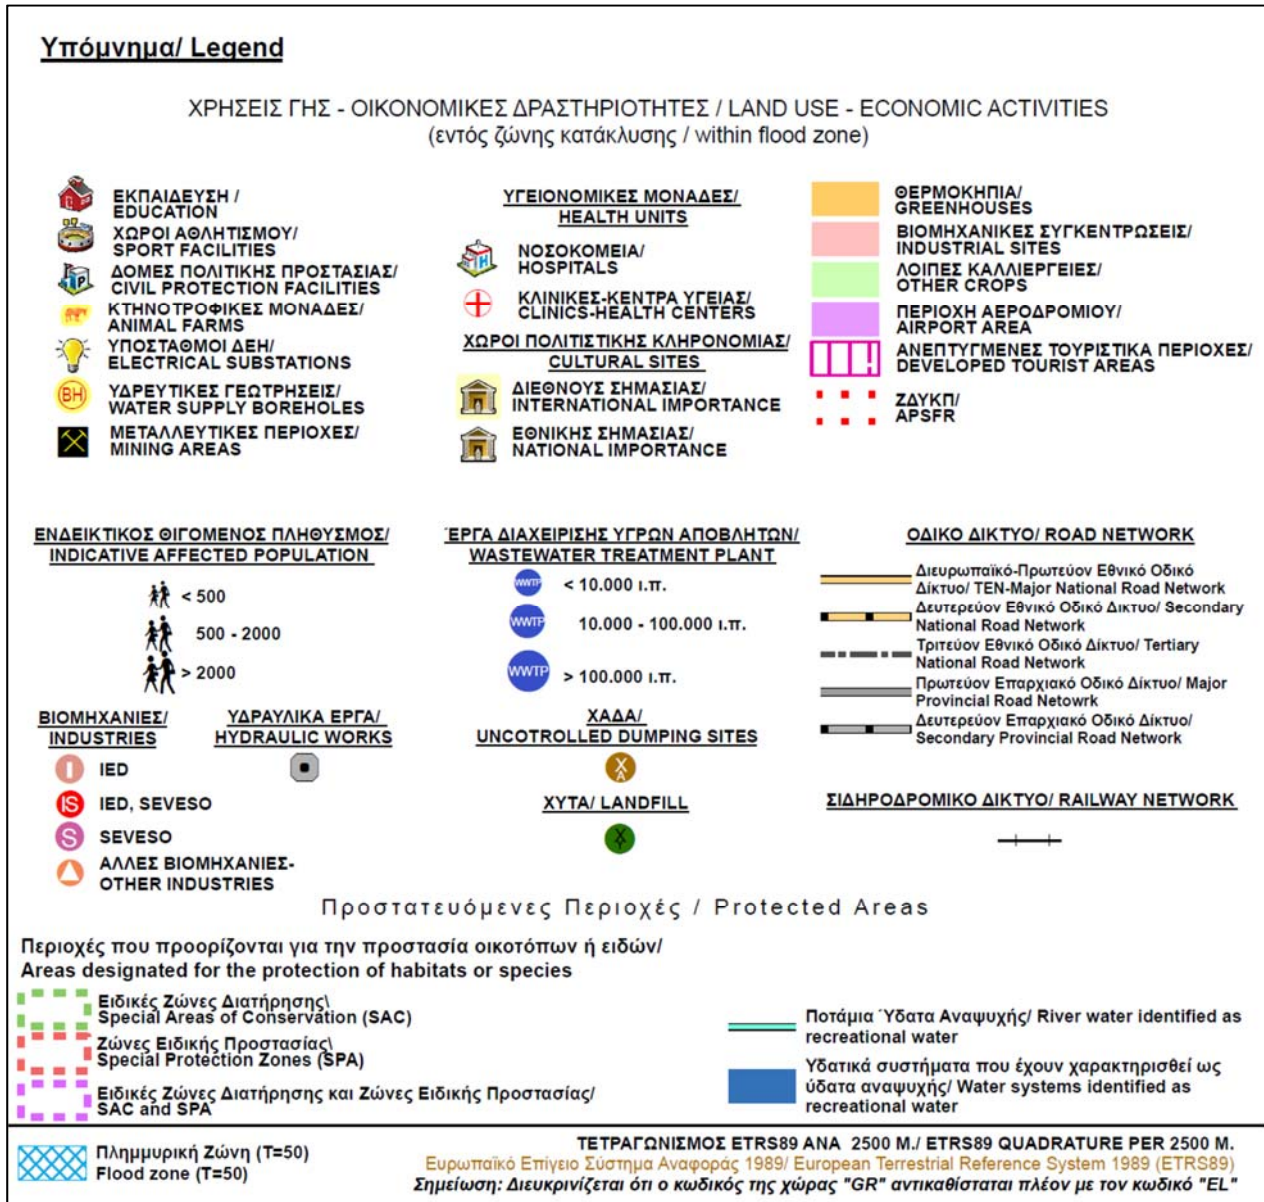 Υπόμνημα/ Legend
ΧΡΗΣΕΙΣ ΓΗΣ - ΟΙΚΟΝΟΜΙΚΕΣ ΔΡΑΣΤΗΡΙΟΤΗΤΕΣ / LAND USE - ECONOMIC ACTIVITIES
(εντός ζώνης κατάκλυσης / within flood zone)
ΕΚΠΑΙΔΕΥΣΗ /
EDUCATION
ΧΩΡΟΙ ΑΘΛΗΤΙΣΜΟΥ/
SPORT FACILITIES
P
ΔΟΜΕΣ ΠΟΛΙΤΙΚΗΣ ΠΡΟΣΤΑΣΙΑΣ/
CIVIL PROTECTION FACILITIES
ΚΤΗΝΟΤΡΟΦΙΚΕΣ ΜΟΝΑΔΕΣ/
ANIMAL FARMS
ΥΠΟΣΤΑΘΜΟΙ ΔΕΗ/
ELECTRICAL SUBSTATIONS
BH
ΥΔΡΕΥΤΙΚΕΣ ΓΕΩΤΡΗΣΕΙΣ/
WATER SUPPLY BOREHOLES
ΜΕΤΑΛΛΕΥΤΙΚΕΣ ΠΕΡΙΟΧΕΣ/
MINING AREAS
ΥΓΕΙΟΝΟΜΙΚΕΣ ΜΟΝΑΔΕΣ/
HEALTH UNITS
H
ΝΟΣΟΚΟΜΕΙΑ/
HOSPITALS
ΚΛΙΝΙΚΕΣ-ΚΕΝΤΡΑ ΥΓΕΙΑΣ/
CLINICS-HEALTH CENTERS
ΧΩΡΟΙ ΠΟΛΙΤΙΣΤΙΚΗΣ ΚΛΗΡΟΝΟΜΙΑΣ/
CULTURAL SITES
ΔΙΕΘΝΟΥΣ ΣΗΜΑΣΙΑΣ/
INTERNATIONAL IMPORTANCE
ΕΘΝΙΚΗΣ ΣΗΜΑΣΙΑΣ/
NATIONAL IMPORTANCE
ΘΕΡΜΟΚΗΠΙΑ/
GREENHOUSES
ΒΙΟΜΗΧΑΝΙΚΕΣ ΣΥΓΚΕΝΤΡΩΣΕΙΣ/
INDUSTRIAL SITES
ΛΟΙΠΕΣ ΚΑΛΛΙΕΡΓΕΙΕΣ/
OTHER CROPS
ΠΕΡΙΟΧΗ ΑΕΡΟΔΡΟΜΙΟΥ/
AIRPORT AREA
ΑΝΕΠΤΥΓΜΕΝΕΣ ΤΟΥΡΙΣΤΙΚΑ ΠΕΡΙΟΧΕΣ/
DEVELOPED TOURIST AREAS
ΖΔΥΚΠ/
APSFR
ΕΝΔΕΙΚΤΙΚΟΣ ΘΙΓΟΜΕΝΟΣ ΠΛΗΘΥΣΜΟΣ/
INDICATIVE AFFECTED POPULATION
< 500
500 - 2000
> 2000
ΈΡΓΑ ΔΙΑΧΕΙΡΙΣΗΣ ΥΓΡΩΝ ΑΠΟΒΛΗΤΩΝ/
WASTEWATER TREATMENT PLANT
WWTP < 10.000 ι.π.
WWTP 10.000 - 100.000 ι.π.
WWTP > 100.000 ι.π.
ΟΔΙΚΟ ΔΙΚΤΥΟ/ ROAD NETWORK
Διευρωπαϊκό-Πρωτεύον Εθνικό Οδικό
Δίκτυο/ TEN-Major National Road Network
Δευτερεύον Εθνικό Οδικό Δικτυο/ Secondary
National Road Network
Τριτεύον Εθνικό Οδικό Δίκτυο/ Tertiary
National Road Network
Πρωτεύον Επαρχιακό Οδικό Δίκτυο/ Major
Provincial Road Netowrk
Δευτερεύον Επαρχιακό Οδικό Δίκτυο/
Secondary Provincial Road Network
ΒΙΟΜΗΧΑΝΙΕΣ/
INDUSTRIES
I IED
IS IED, SEVESO
S SEVESO
ΑΛΛΕΣ ΒΙΟΜΗΧΑΝΙΕΣ-
OTHER INDUSTRIES
ΥΔΡΑΥΛΙΚΑ ΕΡΓΑ/
HYDRAULIC WORKS
ΧΑΔΑ/
UNCOTROLLED DUMPING SITES
ΧΑ
ΧΥΤΑ/ LANDFILL
ΧΥ
ΣΙΔΗΡΟΔΡΟΜΙΚΟ ΔΙΚΤΥΟ/ RAILWAY NETWORK
Προστατευόμενες Περιοχές / Protected Areas
Περιοχές που προορίζονται για την προστασία οικοτόπων ή ειδών/
Areas designated for the protection of habitats or species
Ειδικές Ζώνες Διατήρησης\
Special Areas of Conservation (SAC)
Ζώνες Ειδικής Προστασίας\
Special Protection Zones (SPA)
Ειδικές Ζώνες Διατήρησης και Ζώνες Ειδικής Προστασίας/
SAC and SPA
Ποτάμια Ύδατα Αναψυχής/ River water identified as
recreational water
Υδατικά συστήματα που έχουν χαρακτηρισθεί ως
ύδατα αναψυχής/ Water systems identified as
recreational water
Πλημμυρική Ζώνη (T=50)
Flood zone (T=50)
ΤΕΤΡΑΓΩΝΙΣΜΟΣ ETRS89 ΑΝΑ 2500 Μ./ ETRS89 QUADRATURE PER 2500 M.
Ευρωπαϊκό Επίγειο Σύστημα Αναφοράς 1989/ European Terrestrial Reference System 1989 (ETRS89)
Σημείωση: Διευκρινίζεται ότι ο κωδικός της χώρας "GR" αντικαθίσταται πλέον με τον κωδικό "EL"